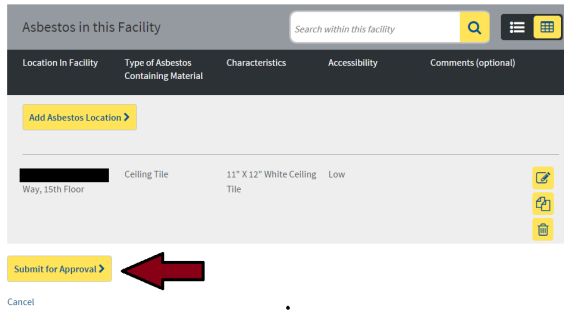 Asbestos in this Facility
Search within this facility
Location In Facility
Type of Asbestos
Containing Material
Characteristics
Accessibility
Comments (optional)
Add Asbestos Location
Way, 15th Floor
Ceiling Tile
11" X 12" White Ceiling
Tile
Low
Submit for Approval
Cancel